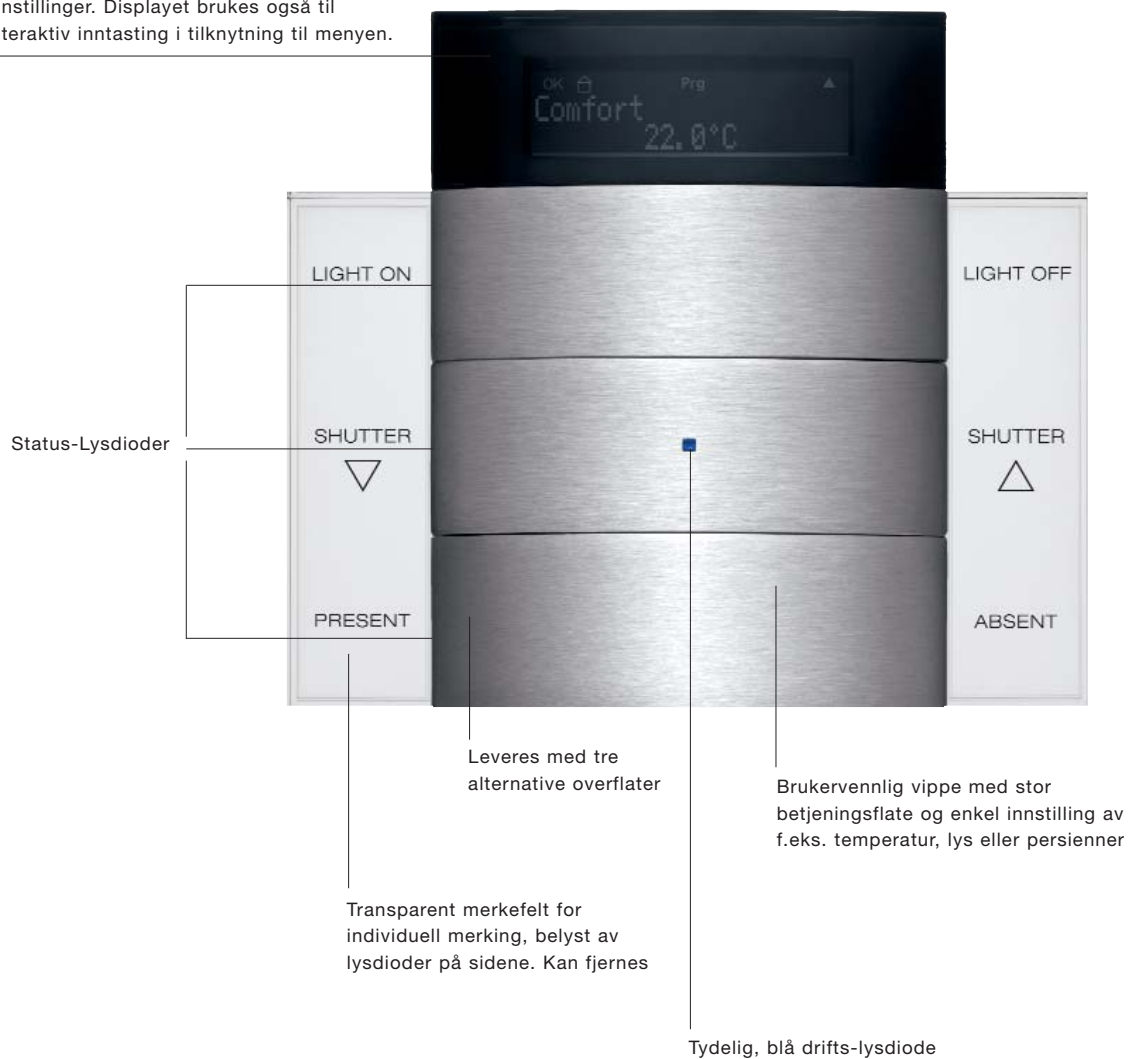 nstillinger. Displayet brukes også til
teraktiv inntasting i tilknytning til menyen.
OK Prg
Comfort
22.0°C
LIGHT ON
LIGHT OFF
Status-Lysdioder
SHUTTER
SHUTTER
PRESENT
ABSENT
Leveres med tre
alternative overflater
Brukervennlig vippe med stor
betjeningsflate og enkel innstilling av
f.eks. temperatur, lys eller persienner
Transparent merkefelt for
individuell merking, belyst av
lysdioder på sidene. Kan fjernes
Tydelig, blå drifts-lysdiode